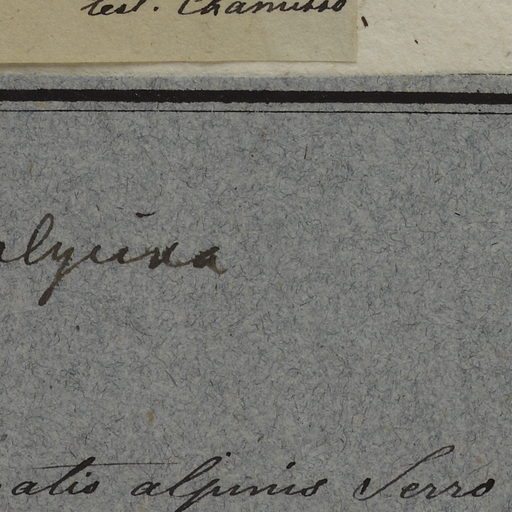 test. Chamisso
alycina
atis alpinis Serro